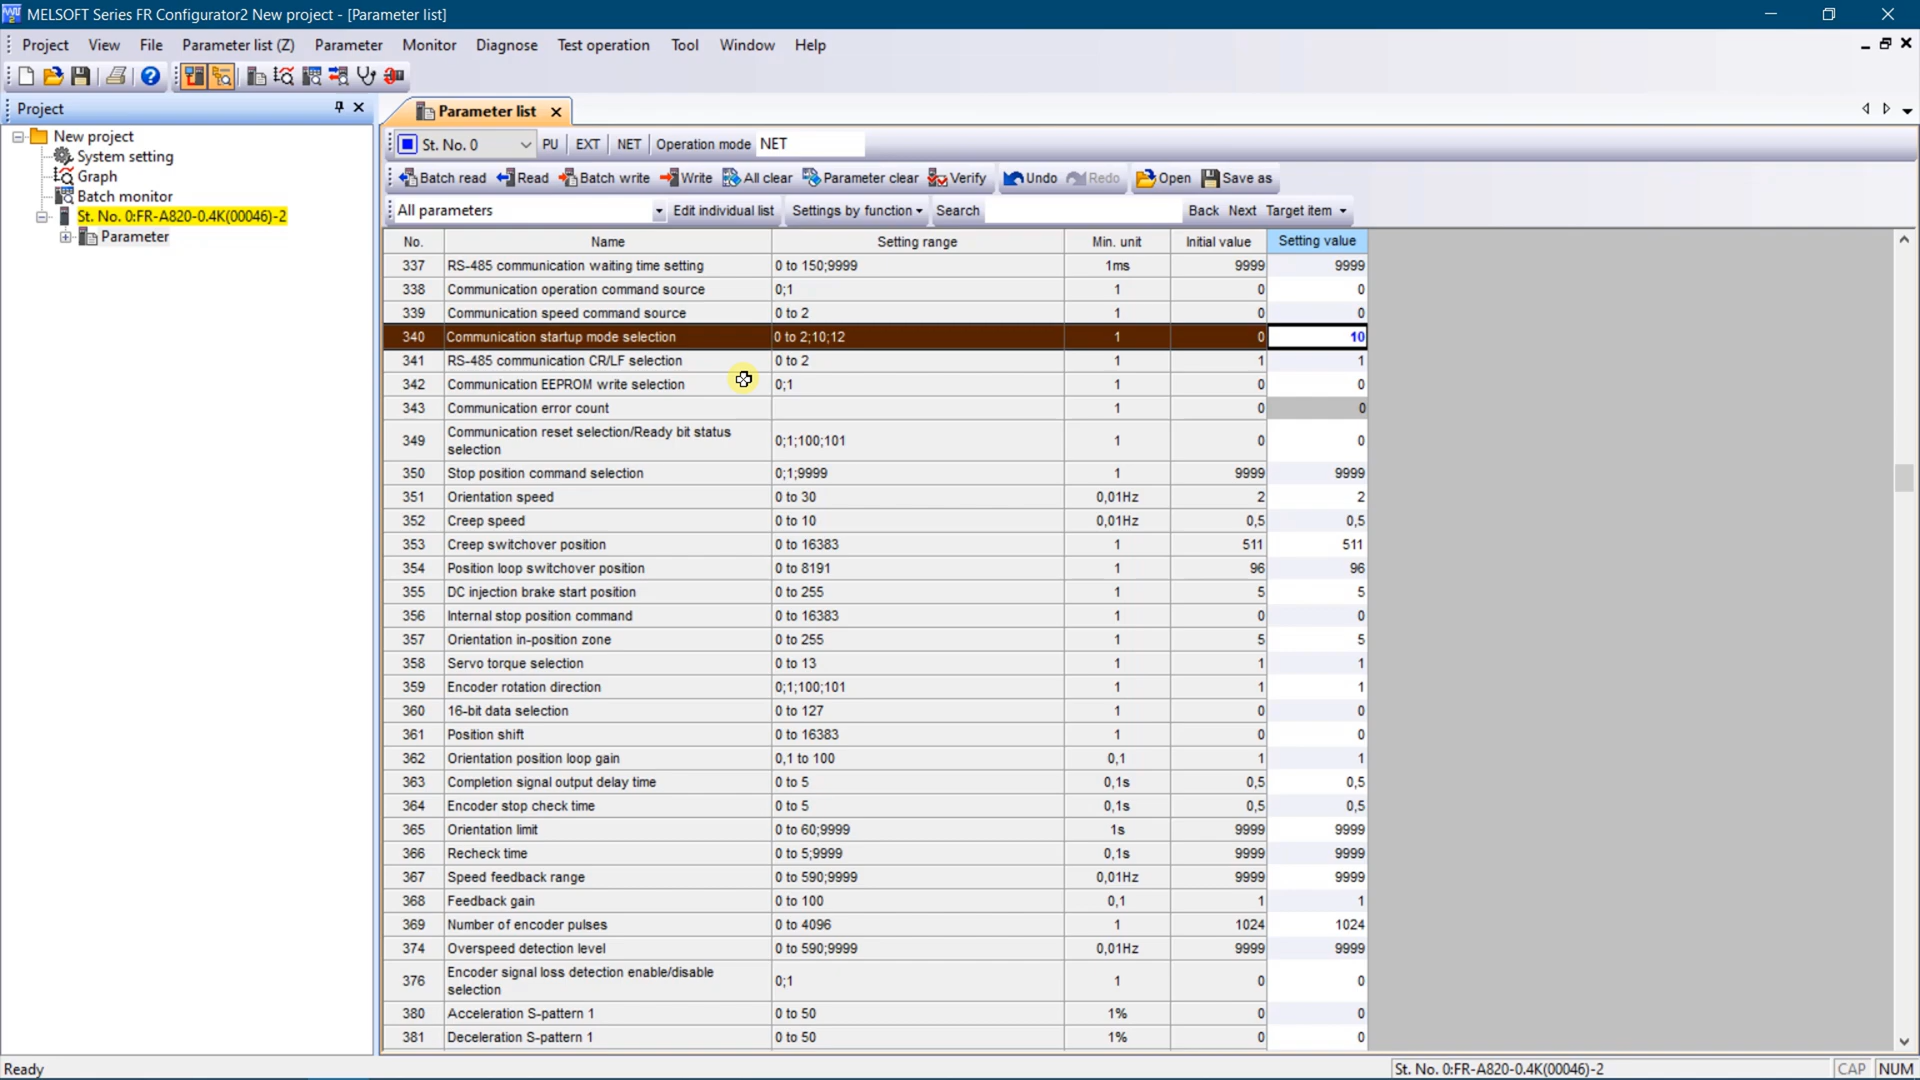 MELSOFT Series FR Configurator2 New project - [Parameter list]
Project View File Parameter list (Z) Parameter Monitor Diagnose Test operation Tool Window Help
Project
New project
System setting
Graph
Batch monitor
St. No. 0:FR-A820-0.4K(00046)-2
Parameter
Parameter list
St. No. 0 PU EXT NET Operation mode NET
Batch read Read Batch write Write All clear Parameter clear Verify Undo Redo Open Save as
All parameters Edit individual list Settings by function Search Back Next Target item
No. Name Setting range Min. unit Initial value Setting value
337 RS-485 communication waiting time setting 0 to 150;9999 1ms 9999 9999
338 Communication operation command source 0;1 1 0 0
339 Communication speed command source 0 to 2 1 0 0
340 Communication startup mode selection 0 to 2;10;12 1 0 10
341 RS-485 communication CR/LF selection 0 to 2 1 1 1
342 Communication EEPROM write selection 0;1 1 0 0
343 Communication error count 1 0 0
349 Communication reset selection/Ready bit status selection 0;1;100;101 1 0 0
350 Stop position command selection 0;1;9999 1 9999 9999
351 Orientation speed 0 to 30 0,01Hz 2 2
352 Creep speed 0 to 10 0,01Hz 0,5 0,5
353 Creep switchover position 0 to 16383 1 511 511
354 Position loop switchover position 0 to 8191 1 96 96
355 DC injection brake start position 0 to 255 1 5 5
356 Internal stop position command 0 to 16383 1 0 0
357 Orientation in-position zone 0 to 255 1 5 5
358 Servo torque selection 0 to 13 1 1 1
359 Encoder rotation direction 0;1;100;101 1 1 1
360 16-bit data selection 0 to 127 1 0 0
361 Position shift 0 to 16383 1 0 0
362 Orientation position loop gain 0,1 to 100 0,1 1 1
363 Completion signal output delay time 0 to 5 0,1s 0,5 0,5
364 Encoder stop check time 0 to 5 0,1s 0,5 0,5
365 Orientation limit 0 to 60;9999 1s 9999 9999
366 Recheck time 0 to 5;9999 0,1s 9999 9999
367 Speed feedback range 0 to 590;9999 0,01Hz 9999 9999
368 Feedback gain 0 to 100 0,1 1 1
369 Number of encoder pulses 0 to 4096 1 1024 1024
374 Overspeed detection level 0 to 590;9999 0,01Hz 9999 9999
376 Encoder signal loss detection enable/disable selection 0;1 1 0 0
380 Acceleration S-pattern 1 0 to 50 1% 0 0
381 Deceleration S-pattern 1 0 to 50 1% 0 0
Ready St. No. 0:FR-A820-0.4K(00046)-2 CAP NUM